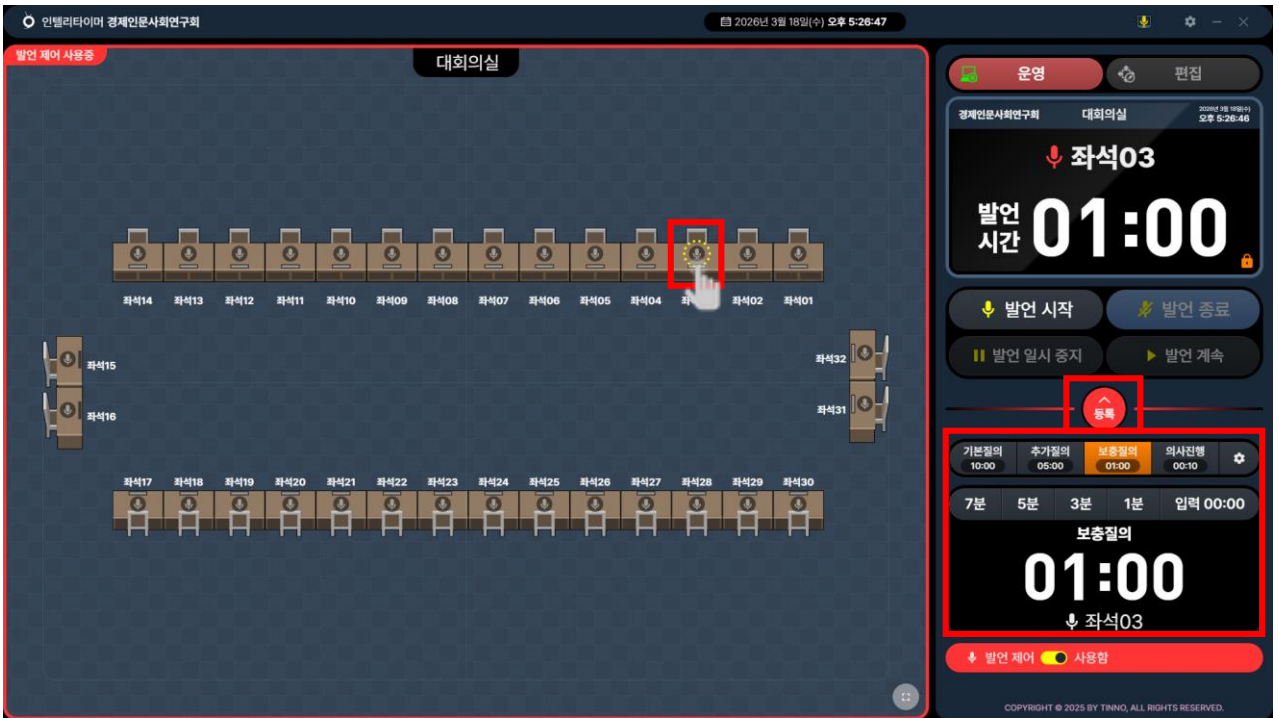 인텔리타이머 경제인문사회연구회
2026년 3월 18일(수) 오후 5:26:47
발언 제어 사용중
대회의실
좌석14 좌석13 좌석12 좌석11 좌석10 좌석09 좌석08 좌석07 좌석06 좌석05 좌석04 좌석02 좌석01
좌석15
좌석32
좌석16
좌석31
좌석17 좌석18 좌석19 좌석20 좌석21 좌석22 좌석23 좌석24 좌석25 좌석26 좌석27 좌석28 좌석29 좌석30
운영 편집
경제인문사회연구회 대회의실 2026년 3월 18일(수)
오후 5:26:46
좌석03
발언 시간 01:00
발언 시작 발언 종료
발언 일시 중지 발언 계속
등록
기본질의 추가질의 보충질의 의사진행
10:00 05:00 01:00 00:10
7분 5분 3분 1분 입력 00:00
보충질의
01:00
좌석03
발언 제어 사용함
COPYRIGHT © 2025 BY TINNO, ALL RIGHTS RESERVED.